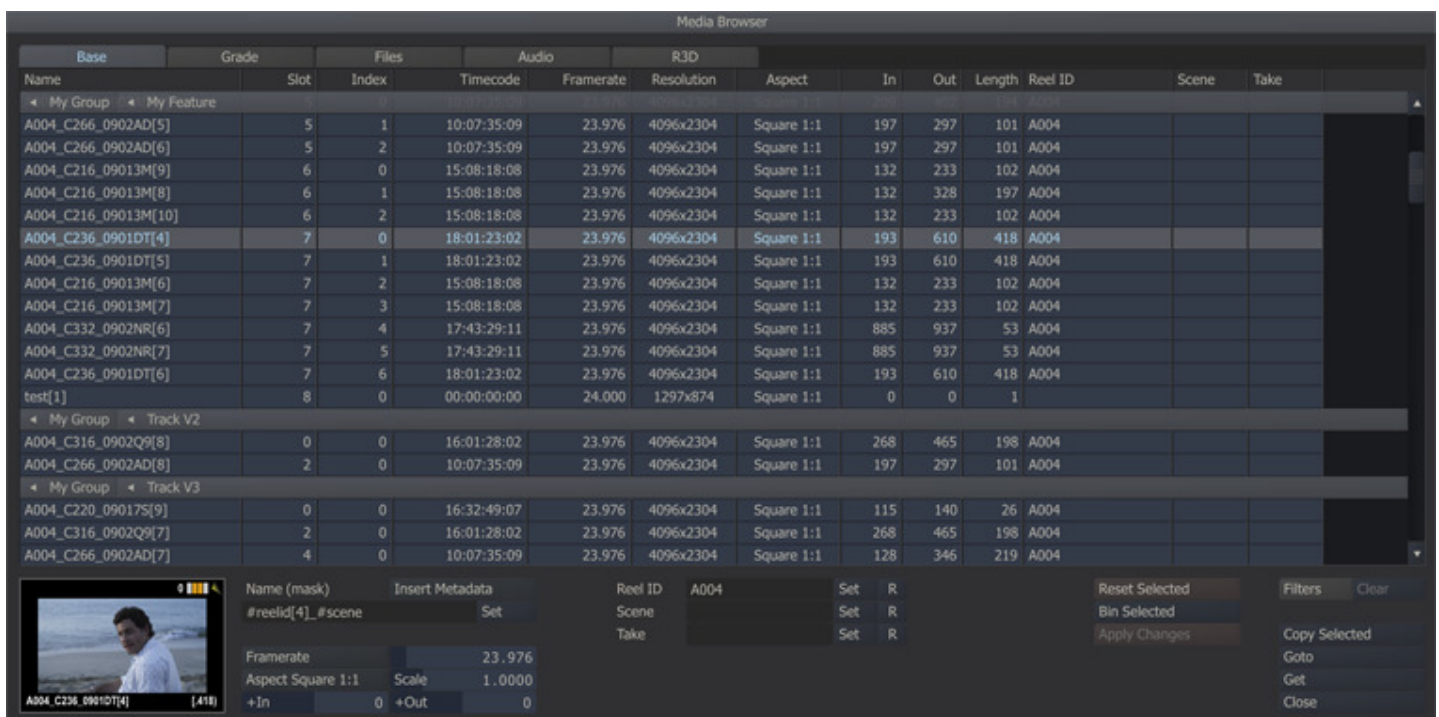 Media Browser
Base Grade Files Audio R3D
Name Slot Index Timecode Framerate Resolution Aspect In Out Length Reel ID Scene Take
◂ My Group ◂ My Feature
A004_C266_0902AD[5] 5 1 10:07:35:09 23.976 4096x2304 Square 1:1 197 297 101 A004
A004_C266_0902AD[6] 5 2 10:07:35:09 23.976 4096x2304 Square 1:1 197 297 101 A004
A004_C216_09013M[9] 6 0 15:08:18:08 23.976 4096x2304 Square 1:1 132 233 102 A004
A004_C216_09013M[8] 6 1 15:08:18:08 23.976 4096x2304 Square 1:1 132 328 197 A004
A004_C216_09013M[10] 6 2 15:08:18:08 23.976 4096x2304 Square 1:1 132 233 102 A004
A004_C236_0901DT[4] 7 0 18:01:23:02 23.976 4096x2304 Square 1:1 193 610 418 A004
A004_C236_0901DT[5] 7 1 18:01:23:02 23.976 4096x2304 Square 1:1 193 610 418 A004
A004_C216_09013M[6] 7 2 15:08:18:08 23.976 4096x2304 Square 1:1 132 233 102 A004
A004_C216_09013M[7] 7 3 15:08:18:08 23.976 4096x2304 Square 1:1 132 233 102 A004
A004_C332_0902NR[6] 7 4 17:43:29:11 23.976 4096x2304 Square 1:1 885 937 53 A004
A004_C332_0902NR[7] 7 5 17:43:29:11 23.976 4096x2304 Square 1:1 885 937 53 A004
A004_C236_0901DT[6] 7 6 18:01:23:02 23.976 4096x2304 Square 1:1 193 610 418 A004
test[1] 8 0 00:00:00:00 24.000 1297x874 Square 1:1 0 0 1
◂ My Group ◂ Track V2
A004_C316_0902Q9[8] 0 0 16:01:28:02 23.976 4096x2304 Square 1:1 268 465 198 A004
A004_C266_0902AD[8] 2 0 10:07:35:09 23.976 4096x2304 Square 1:1 197 297 101 A004
◂ My Group ◂ Track V3
A004_C220_09017S[9] 0 0 16:32:49:07 23.976 4096x2304 Square 1:1 115 140 26 A004
A004_C316_0902Q9[7] 2 0 16:01:28:02 23.976 4096x2304 Square 1:1 268 465 198 A004
A004_C266_0902AD[7] 4 0 10:07:35:09 23.976 4096x2304 Square 1:1 128 346 219 A004
0 Name (mask) Insert Metadata Reel ID A004 Set R Reset Selected Filters Clear
#reelid[4]_#scene Set Scene Set R Bin Selected
Take Set R Apply Changes Copy Selected
Framerate 23.976 Goto
Aspect Square 1:1 Scale 1.0000 Get
A004_C236_0901DT[4] [.418] +In 0 +Out 0 Close